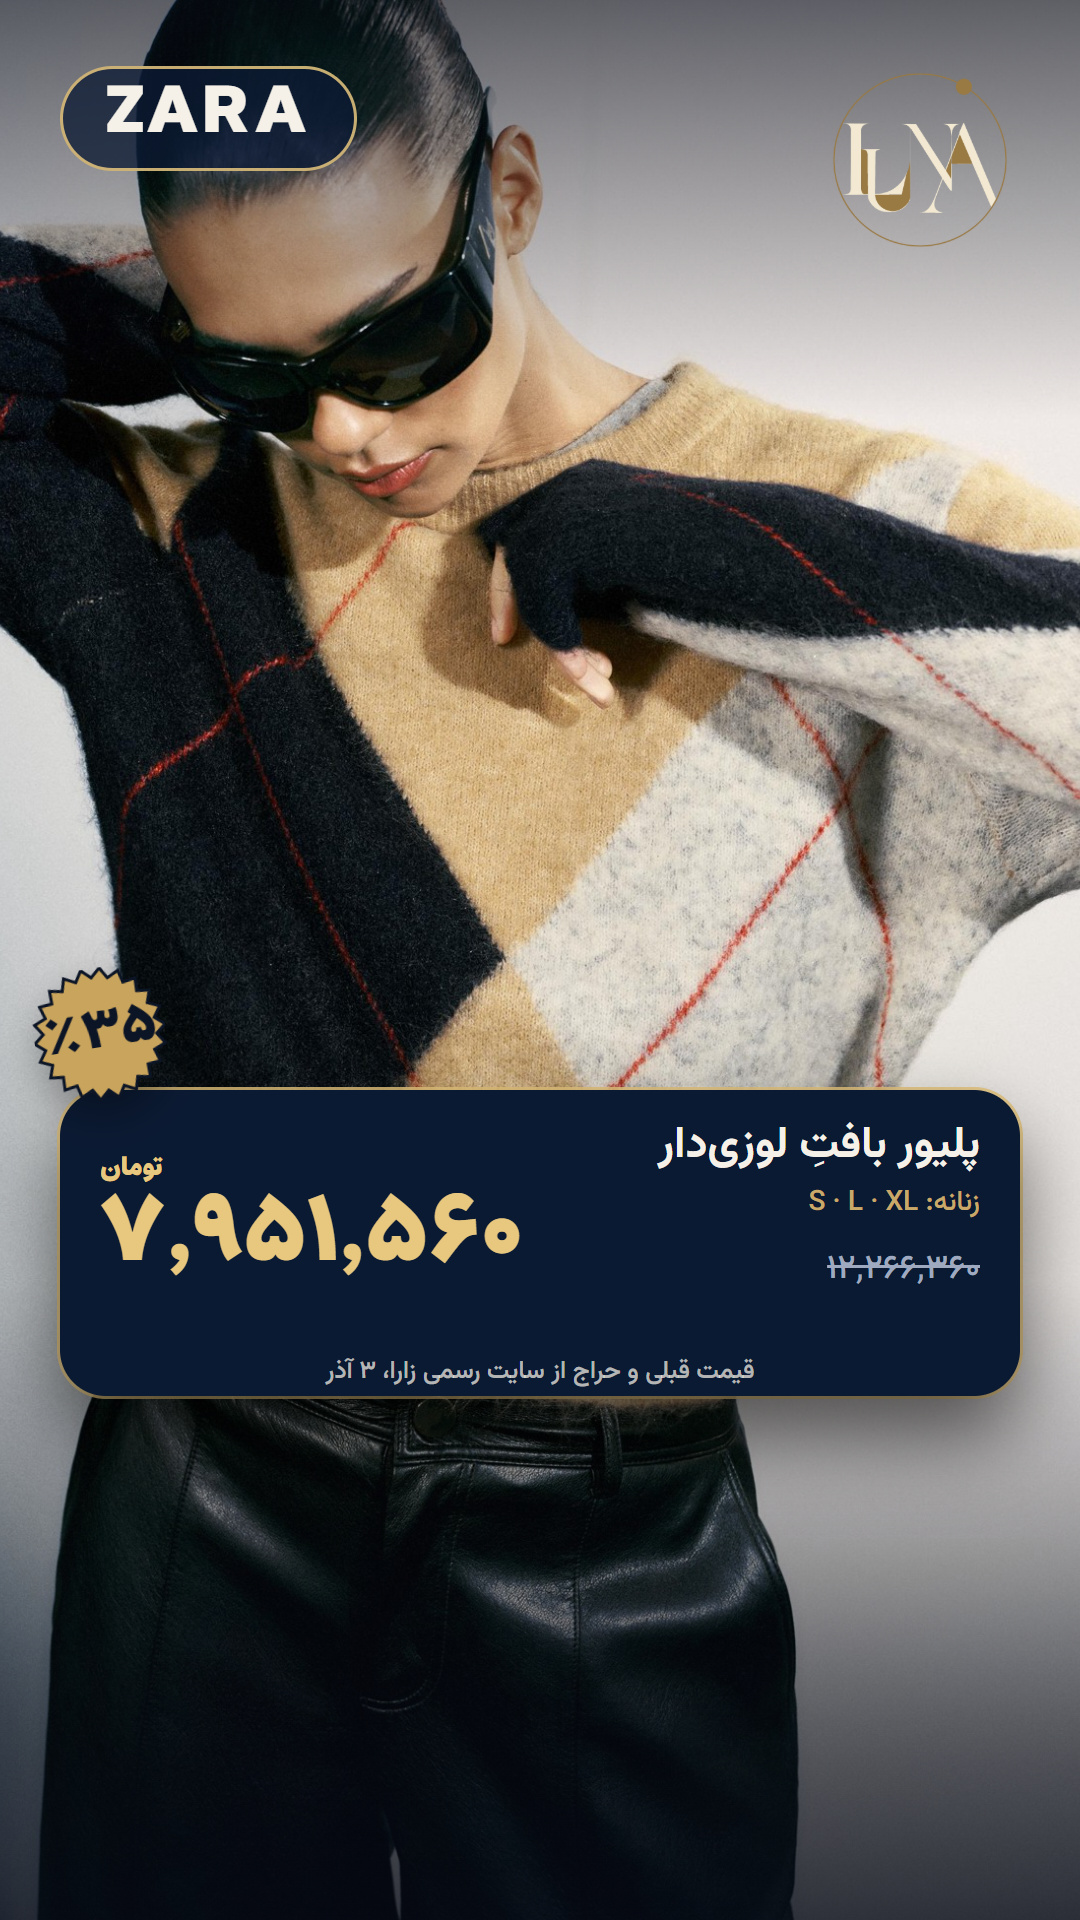 ZARA
LUNA
٪۳۵
پلیور بافتِ لوزی‌دار
زنانه: S · L · XL
۱۲,۲۶۶,۳۶۰
تومان
۷,۹۵۱,۵۶۰
قیمت قبلی و حراج از سایت رسمی زارا، ۳ آذر